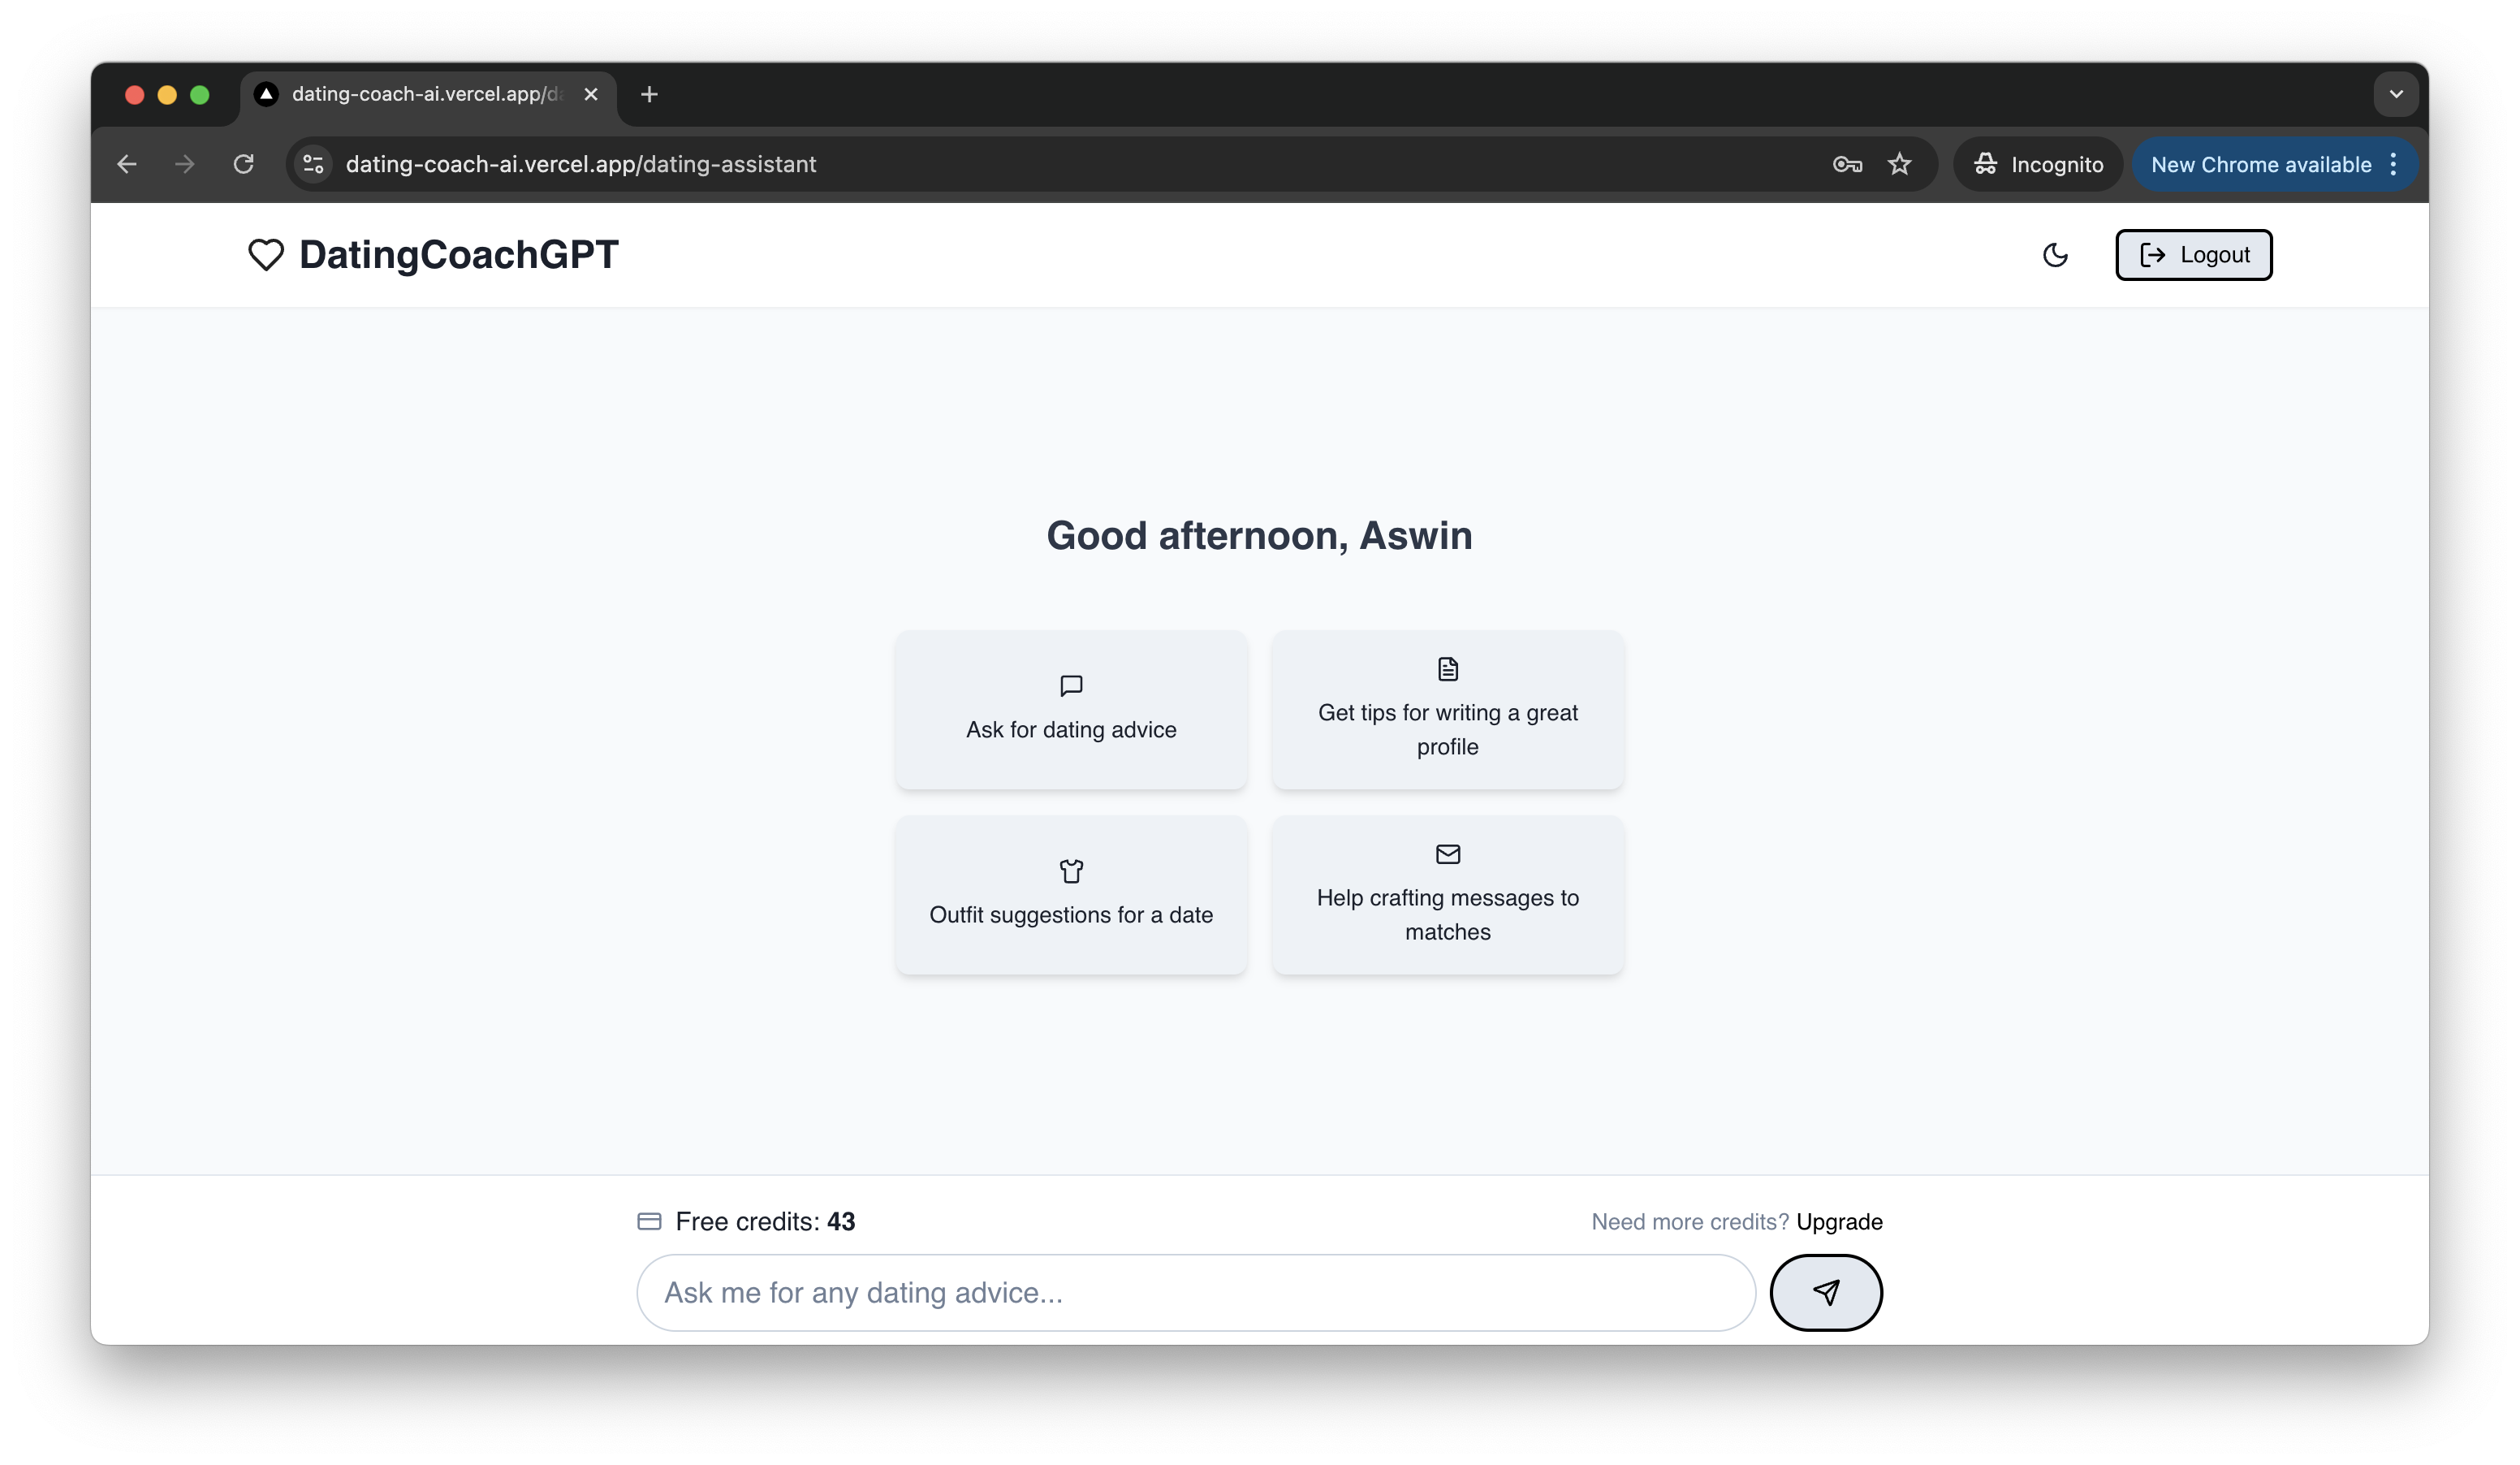 dating-coach-ai.vercel.app/da
dating-coach-ai.vercel.app/dating-assistant
Incognito
New Chrome available
DatingCoachGPT
Logout
Good afternoon, Aswin
Ask for dating advice
Get tips for writing a great
profile
Outfit suggestions for a date
Help crafting messages to
matches
Free credits: 43
Need more credits? Upgrade
Ask me for any dating advice...